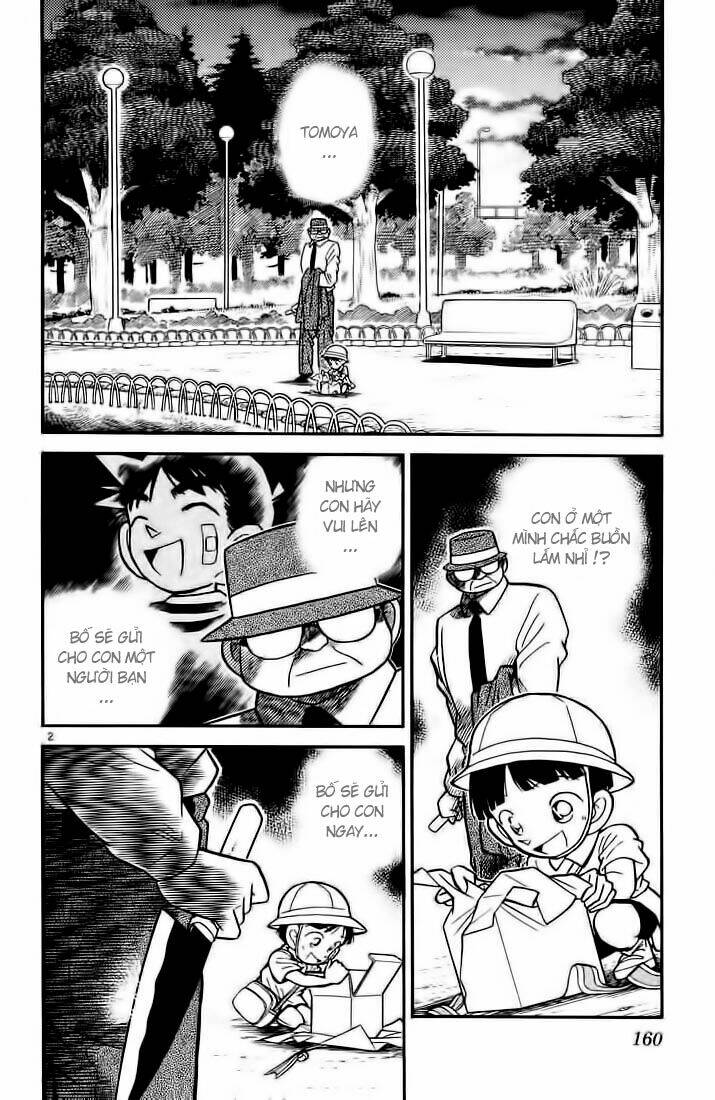 TOMOYA
...
CON Ở MỘT
MÌNH CHẮC BUỒN
LẮM NHỈ !?
NHƯNG
CON HÃY
VUI LÊN
...
BỐ SẼ GỬI
CHO CON MỘT
NGƯỜI BẠN
...
2
BỐ SẼ GỬI
CHO CON
NGAY...
160